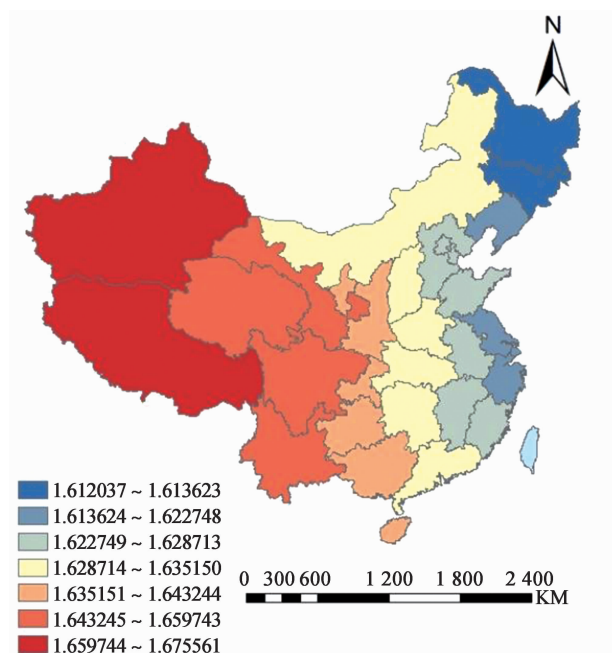 N
1.612037 ~ 1.613623
1.613624 ~ 1.622748
1.622749 ~ 1.628713
1.628714 ~ 1.635150
1.635151 ~ 1.643244
1.643245 ~ 1.659743
1.659744 ~ 1.675561
0 300 600 1 200 1 800 2 400
KM